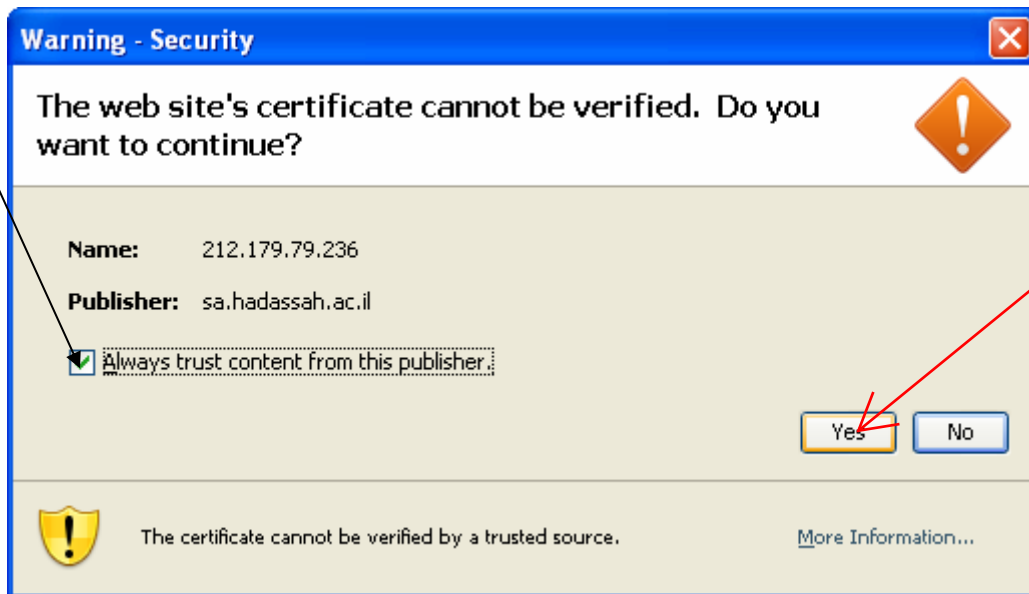 Warning - Security
The web site's certificate cannot be verified. Do you
want to continue?
Name: 212.179.79.236
Publisher: sa.hadassah.ac.il
Always trust content from this publisher.
Yes No
The certificate cannot be verified by a trusted source. More Information...